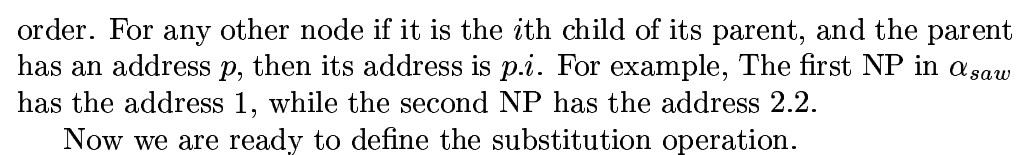 order. For any other node if it is the ith child of its parent, and the parent
has an address p, then its address is p.i. For example, The first NP in α_saw
has the address 1, while the second NP has the address 2.2.
Now we are ready to define the substitution operation.